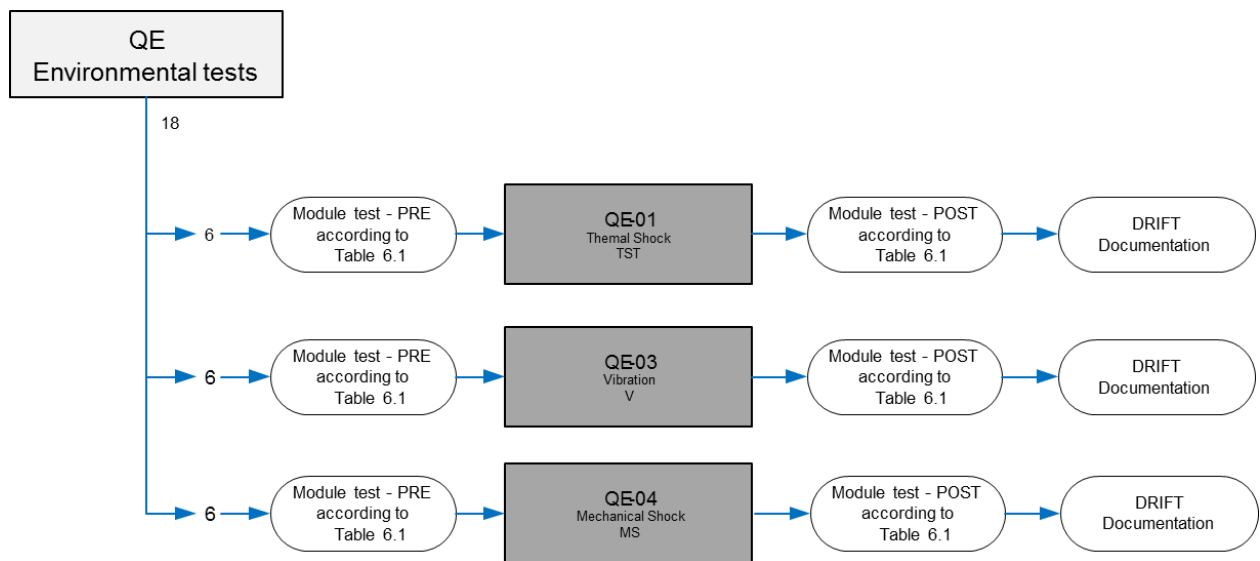 QE
Environmental tests
18
6
Module test - PRE
according to
Table 6.1
QE-01
Themal Shock
TST
Module test - POST
according to
Table 6.1
DRIFT
Documentation
6
Module test - PRE
according to
Table 6.1
QE-03
Vibration
V
Module test - POST
according to
Table 6.1
DRIFT
Documentation
6
Module test - PRE
according to
Table 6.1
QE-04
Mechanical Shock
MS
Module test - POST
according to
Table 6.1
DRIFT
Documentation